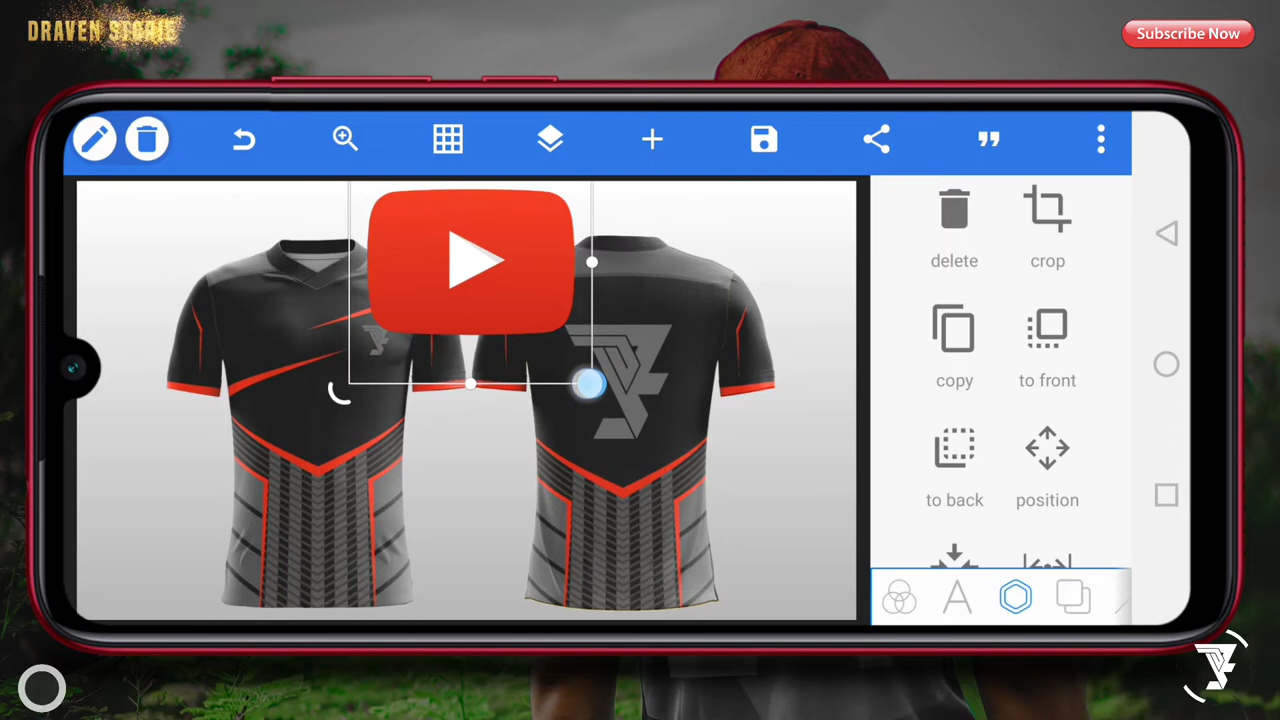 DRAVEN STORIE
Subscribe Now
delete
crop
copy
to front
to back
position